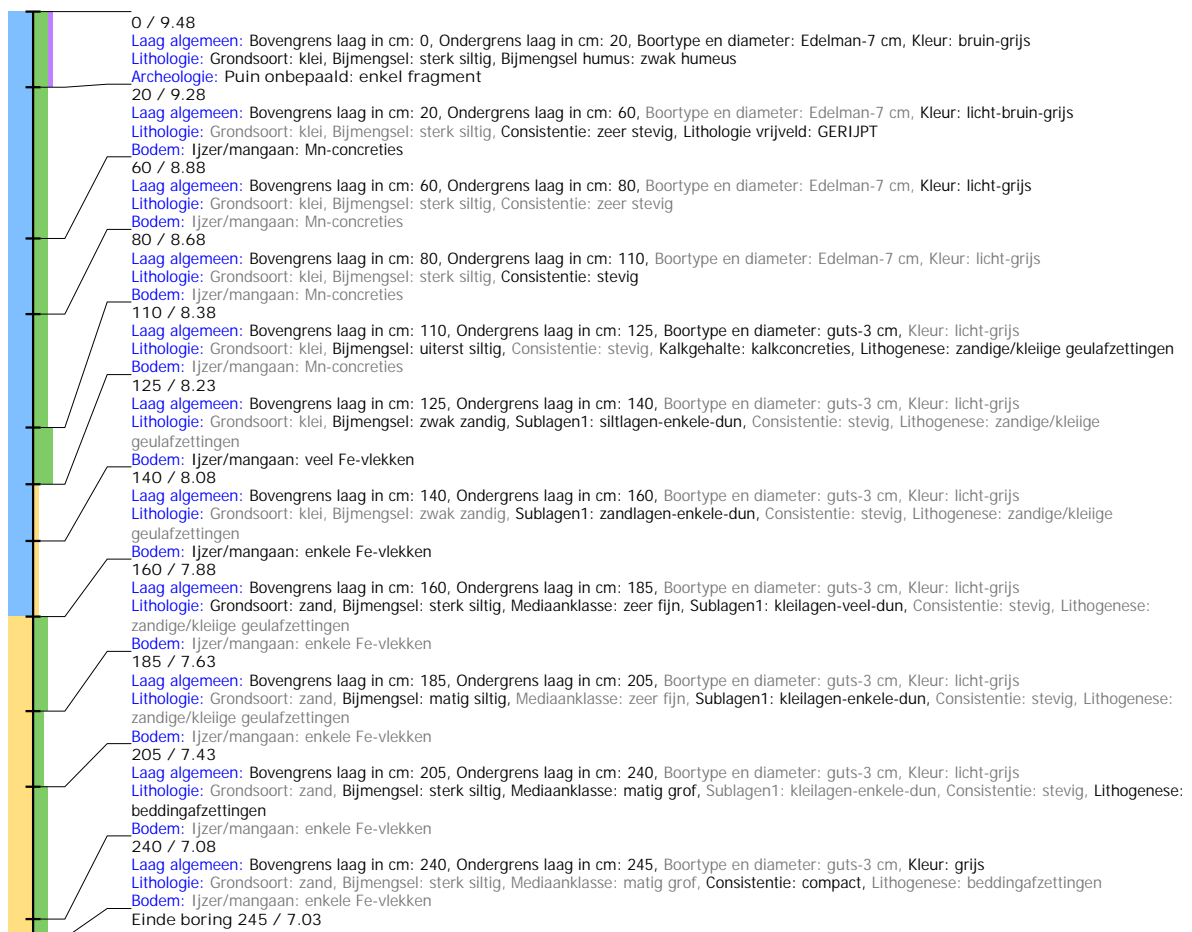 0 / 9.48
Laag algemeen: Bovengrens laag in cm: 0, Ondergrens laag in cm: 20, Boortype en diameter: Edelman-7 cm, Kleur: bruin-grijs
Lithologie: Grondsoort: klei, Bijmengsel: sterk siltig, Bijmengsel humus: zwak humeus
Archeologie: Puin onbepaald: enkel fragment
20 / 9.28
Laag algemeen: Bovengrens laag in cm: 20, Ondergrens laag in cm: 60, Boortype en diameter: Edelman-7 cm, Kleur: licht-bruin-grijs
Lithologie: Grondsoort: klei, Bijmengsel: sterk siltig, Consistentie: zeer stevig, Lithologie vrijveld: GERIJPT
Bodem: Ijzer/mangaan: Mn-concreties
60 / 8.88
Laag algemeen: Bovengrens laag in cm: 60, Ondergrens laag in cm: 80, Boortype en diameter: Edelman-7 cm, Kleur: licht-grijs
Lithologie: Grondsoort: klei, Bijmengsel: sterk siltig, Consistentie: zeer stevig
Bodem: Ijzer/mangaan: Mn-concreties
80 / 8.68
Laag algemeen: Bovengrens laag in cm: 80, Ondergrens laag in cm: 110, Boortype en diameter: Edelman-7 cm, Kleur: licht-grijs
Lithologie: Grondsoort: klei, Bijmengsel: sterk siltig, Consistentie: stevig
Bodem: Ijzer/mangaan: Mn-concreties
110 / 8.38
Laag algemeen: Bovengrens laag in cm: 110, Ondergrens laag in cm: 125, Boortype en diameter: guts-3 cm, Kleur: licht-grijs
Lithologie: Grondsoort: klei, Bijmengsel: uiterst siltig, Consistentie: stevig, Kalkgehalte: kalkconcreties, Lithogenese: zandige/kleiige geulafzettingen
Bodem: Ijzer/mangaan: Mn-concreties
125 / 8.23
Laag algemeen: Bovengrens laag in cm: 125, Ondergrens laag in cm: 140, Boortype en diameter: guts-3 cm, Kleur: licht-grijs
Lithologie: Grondsoort: klei, Bijmengsel: zwak zandig, Sublagen1: siltlagen-enkele-dun, Consistentie: stevig, Lithogenese: zandige/kleiige
geulafzettingen
Bodem: Ijzer/mangaan: veel Fe-vlekken
140 / 8.08
Laag algemeen: Bovengrens laag in cm: 140, Ondergrens laag in cm: 160, Boortype en diameter: guts-3 cm, Kleur: licht-grijs
Lithologie: Grondsoort: klei, Bijmengsel: zwak zandig, Sublagen1: zandlagen-enkele-dun, Consistentie: stevig, Lithogenese: zandige/kleiige
geulafzettingen
Bodem: Ijzer/mangaan: enkele Fe-vlekken
160 / 7.88
Laag algemeen: Bovengrens laag in cm: 160, Ondergrens laag in cm: 185, Boortype en diameter: guts-3 cm, Kleur: licht-grijs
Lithologie: Grondsoort: zand, Bijmengsel: sterk siltig, Mediaanklasse: zeer fijn, Sublagen1: kleilagen-veel-dun, Consistentie: stevig, Lithogenese:
zandige/kleiige geulafzettingen
Bodem: Ijzer/mangaan: enkele Fe-vlekken
185 / 7.63
Laag algemeen: Bovengrens laag in cm: 185, Ondergrens laag in cm: 205, Boortype en diameter: guts-3 cm, Kleur: licht-grijs
Lithologie: Grondsoort: zand, Bijmengsel: matig siltig, Mediaanklasse: zeer fijn, Sublagen1: kleilagen-enkele-dun, Consistentie: stevig, Lithogenese:
zandige/kleiige geulafzettingen
Bodem: Ijzer/mangaan: enkele Fe-vlekken
205 / 7.43
Laag algemeen: Bovengrens laag in cm: 205, Ondergrens laag in cm: 240, Boortype en diameter: guts-3 cm, Kleur: licht-grijs
Lithologie: Grondsoort: zand, Bijmengsel: sterk siltig, Mediaanklasse: matig grof, Sublagen1: kleilagen-enkele-dun, Consistentie: stevig, Lithogenese:
beddingafzettingen
Bodem: Ijzer/mangaan: enkele Fe-vlekken
240 / 7.08
Laag algemeen: Bovengrens laag in cm: 240, Ondergrens laag in cm: 245, Boortype en diameter: guts-3 cm, Kleur: grijs
Lithologie: Grondsoort: zand, Bijmengsel: sterk siltig, Mediaanklasse: matig grof, Consistentie: compact, Lithogenese: beddingafzettingen
Bodem: Ijzer/mangaan: enkele Fe-vlekken
Einde boring 245 / 7.03